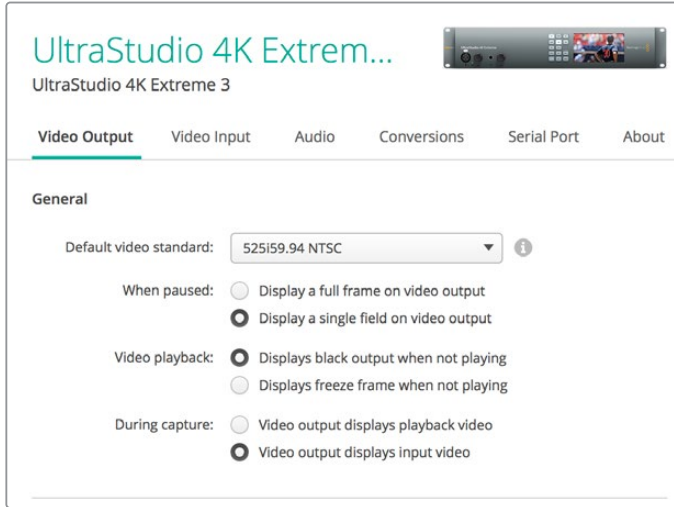 UltraStudio 4K Extrem...
UltraStudio 4K Extreme 3
Video Output Video Input Audio Conversions Serial Port About
General
Default video standard: 525i59.94 NTSC
When paused: Display a full frame on video output
Display a single field on video output
Video playback: Displays black output when not playing
Displays freeze frame when not playing
During capture: Video output displays playback video
Video output displays input video